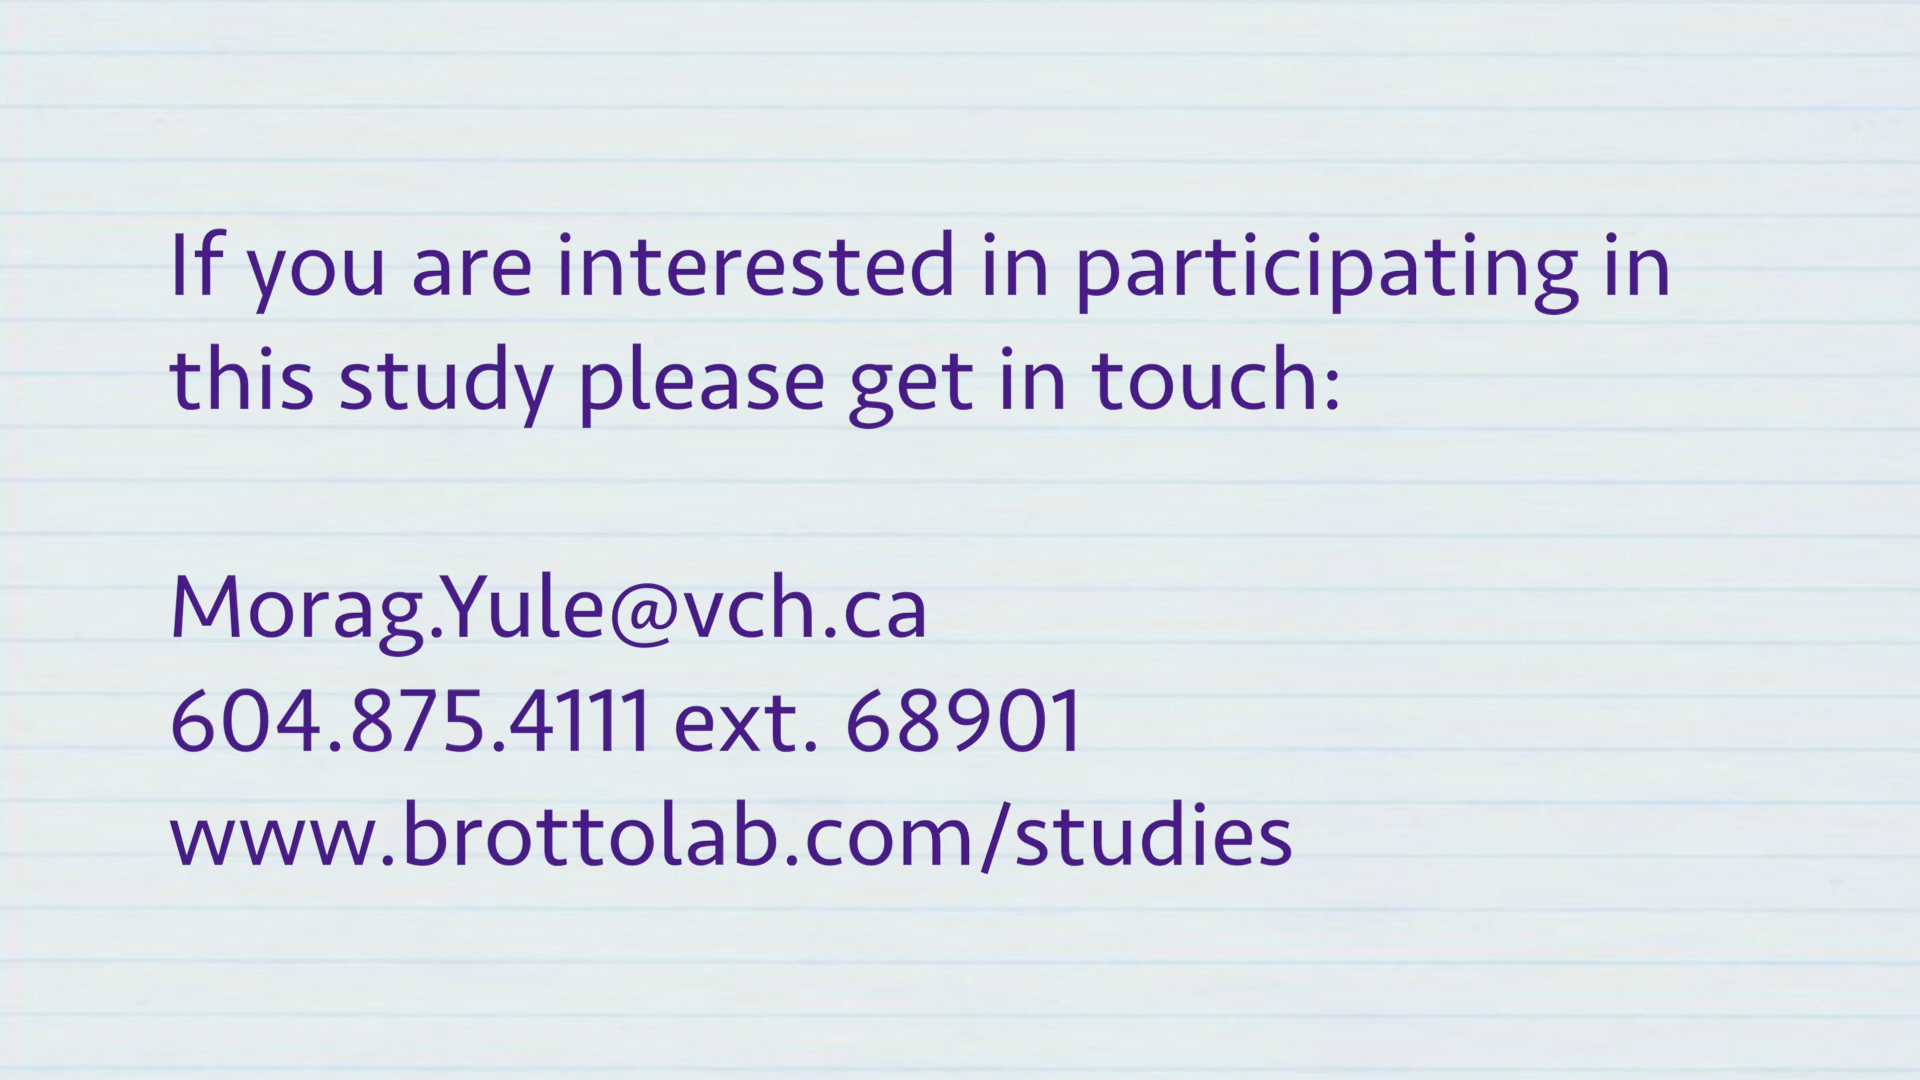 If you are interested in participating in
this study please get in touch:
Morag.Yule@vch.ca
604.875.4111 ext. 68901
www.brottolab.com/studies